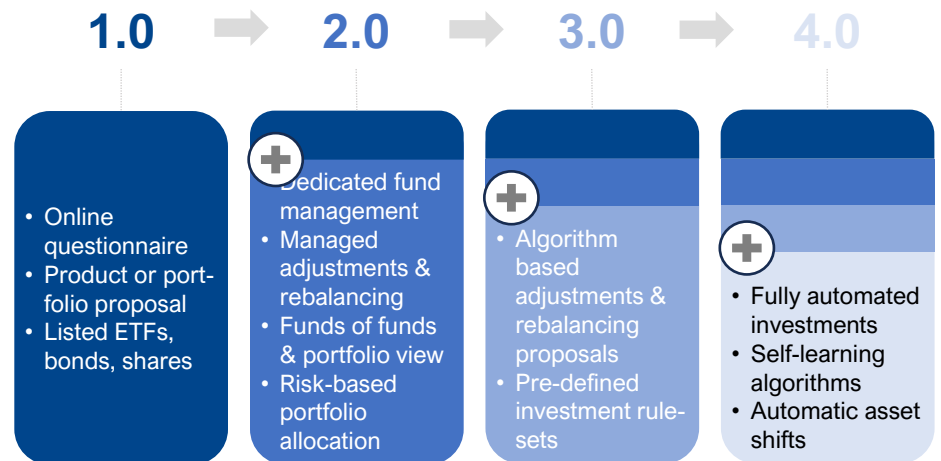 1.0
2.0
3.0
4.0
• Online
questionnaire
• Product or port-
folio proposal
• Listed ETFs,
bonds, shares
• Dedicated fund
management
• Managed
adjustments &
rebalancing
• Funds of funds
& portfolio view
• Risk-based
portfolio
allocation
• Algorithm
based
adjustments &
rebalancing
proposals
• Pre-defined
investment rule-
sets
• Fully automated
investments
• Self-learning
algorithms
• Automatic asset
shifts